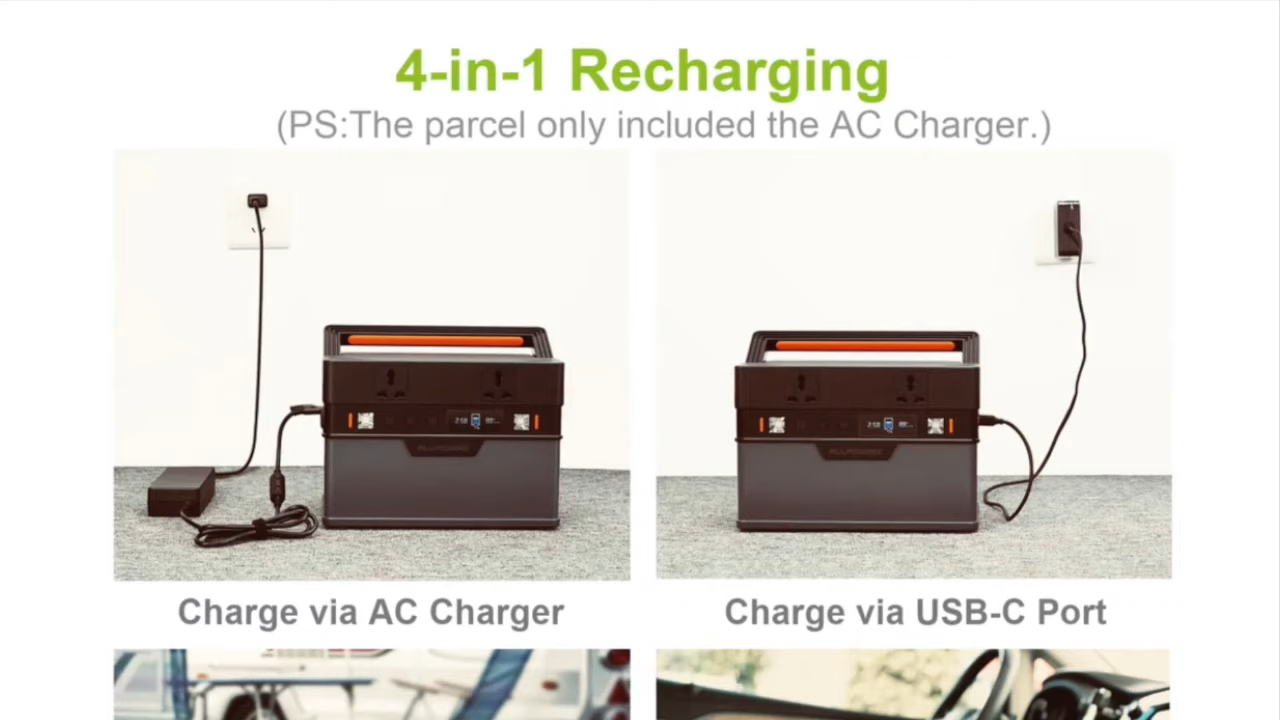 4-in-1 Recharging
(PS:The parcel only included the AC Charger.)
Charge via AC Charger
Charge via USB-C Port